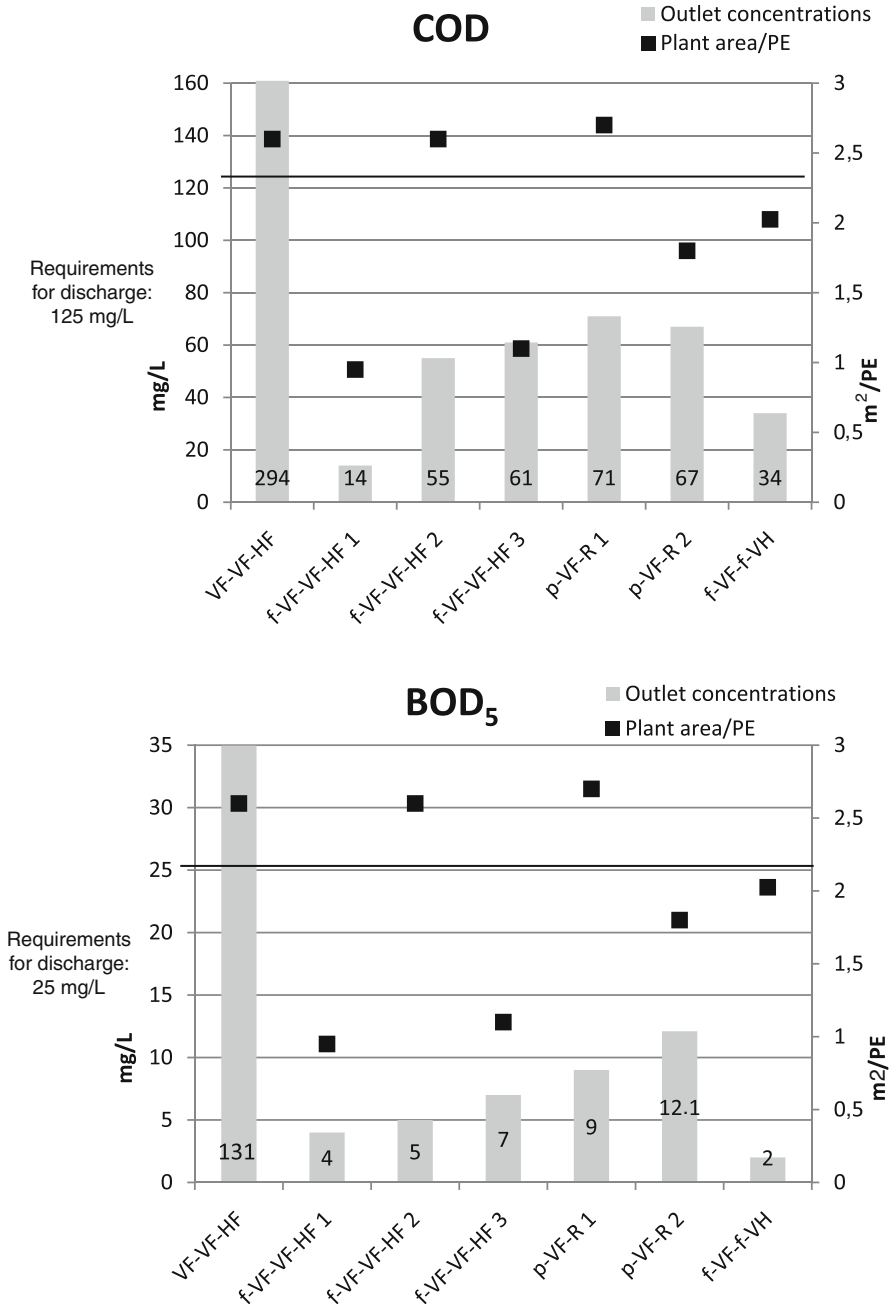 COD
Outlet concentrations
Plant area/PE
160
140
120
100
80
60
40
20
0
3
2,5
2
1,5
1
0,5
0
Requirements
for discharge:
125 mg/L
mg/L
m²/PE
294
14
55
61
71
67
34
VF-VF-HF
f-VF-VF-HF 1
f-VF-VF-HF 2
f-VF-VF-HF 3
p-VF-R 1
p-VF-R 2
f-VF-f-VH
BOD₅
Outlet concentrations
Plant area/PE
35
30
25
20
15
10
5
0
3
2,5
2
1,5
1
0,5
0
Requirements
for discharge:
25 mg/L
mg/L
m2/PE
131
4
5
7
9
12.1
2
VF-VF-HF
f-VF-VF-HF 1
f-VF-VF-HF 2
f-VF-VF-HF 3
p-VF-R 1
p-VF-R 2
f-VF-f-VH